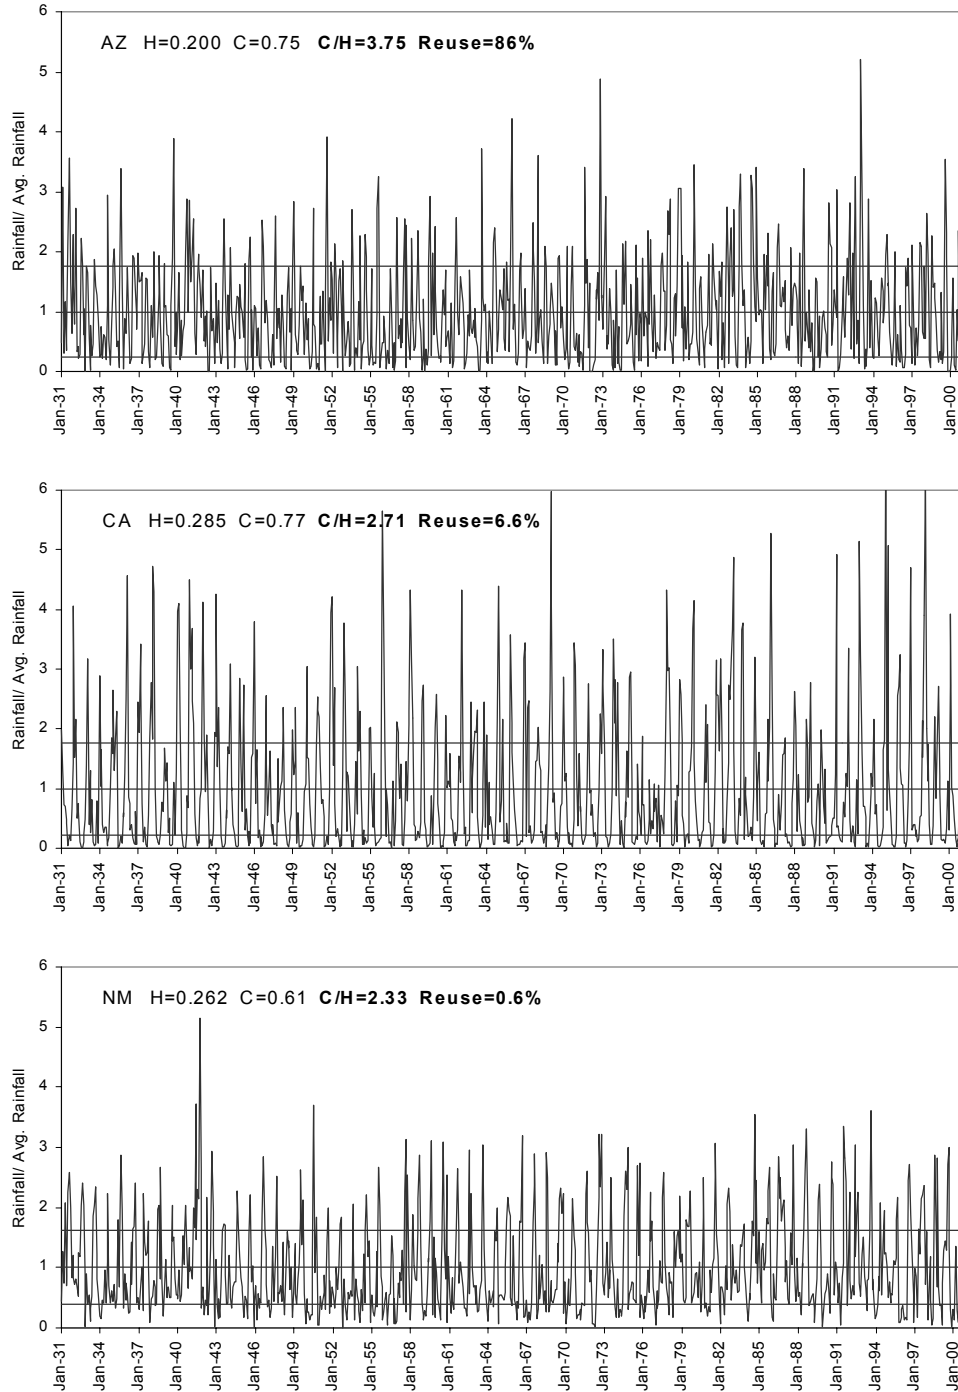 6
AZ H=0.200 C=0.75 C/H=3.75 Reuse=86%
5
4
3
2
1
0
Rainfall/ Avg. Rainfall
Jan-31 Jan-34 Jan-37 Jan-40 Jan-43 Jan-46 Jan-49 Jan-52 Jan-55 Jan-58 Jan-61 Jan-64 Jan-67 Jan-70 Jan-73 Jan-76 Jan-79 Jan-82 Jan-85 Jan-88 Jan-91 Jan-94 Jan-97 Jan-00
6
CA H=0.285 C=0.77 C/H=2.71 Reuse=6.6%
5
4
3
2
1
0
Rainfall/ Avg. Rainfall
Jan-31 Jan-34 Jan-37 Jan-40 Jan-43 Jan-46 Jan-49 Jan-52 Jan-55 Jan-58 Jan-61 Jan-64 Jan-67 Jan-70 Jan-73 Jan-76 Jan-79 Jan-82 Jan-85 Jan-88 Jan-91 Jan-94 Jan-97 Jan-00
6
NM H=0.262 C=0.61 C/H=2.33 Reuse=0.6%
5
4
3
2
1
0
Rainfall/ Avg. Rainfall
Jan-31 Jan-34 Jan-37 Jan-40 Jan-43 Jan-46 Jan-49 Jan-52 Jan-55 Jan-58 Jan-61 Jan-64 Jan-67 Jan-70 Jan-73 Jan-76 Jan-79 Jan-82 Jan-85 Jan-88 Jan-91 Jan-94 Jan-97 Jan-00